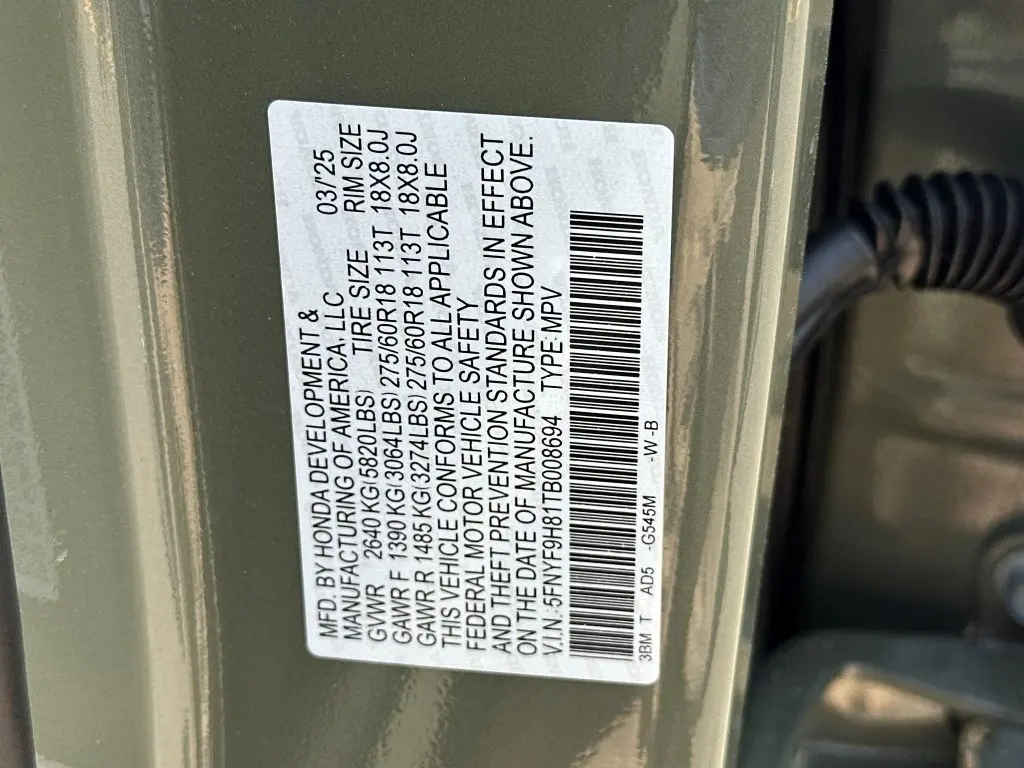 MFD. BY HONDA DEVELOPMENT &
MANUFACTURING OF AMERICA, LLC 03/'25
GVWR 2640 KG(5820LBS) TIRE SIZE RIM SIZE
GAWR F 1390 KG(3064LBS) 275/60R18 113T 18X8.0J
GAWR R 1485 KG(3274LBS) 275/60R18 113T 18X8.0J
THIS VEHICLE CONFORMS TO ALL APPLICABLE
FEDERAL MOTOR VEHICLE SAFETY
AND THEFT PREVENTION STANDARDS IN EFFECT
ON THE DATE OF MANUFACTURE SHOWN ABOVE.
V.I.N.:5FNYF9H81TB008694 TYPE:MPV
3BM T AD5 -G545M -W-B